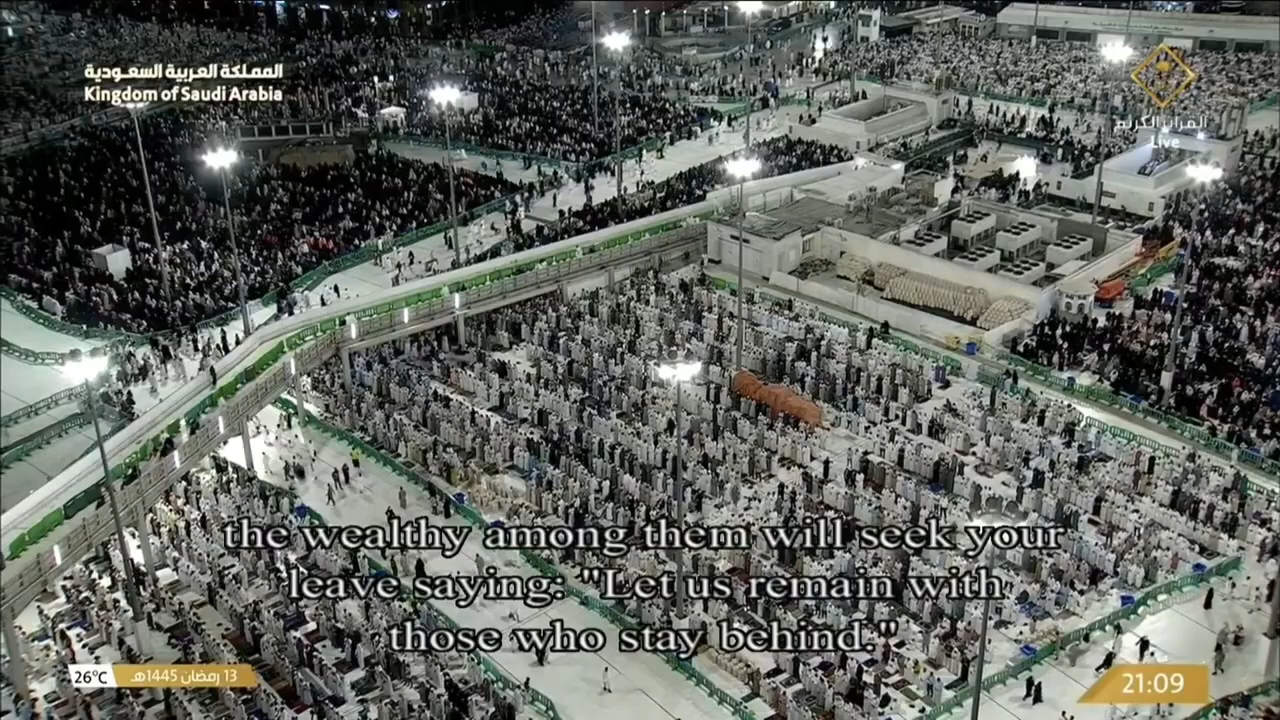 المملكة العربية السعودية
Kingdom of Saudi Arabia
القرآن الكريم
Live
the wealthy among them will seek your
leave saying: "Let us remain with
those who stay behind."
26°C
13 رمضان 1445هـ
21:09